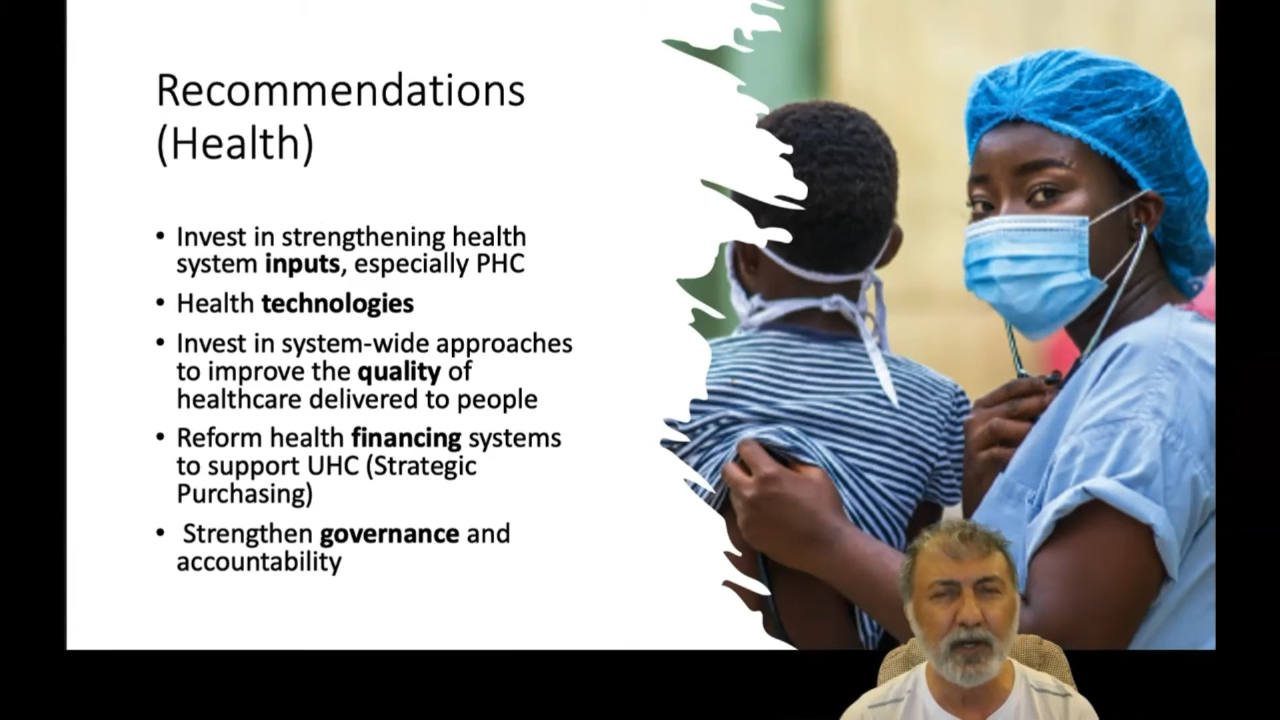 Recommendations
(Health)
• Invest in strengthening health
system inputs, especially PHC
• Health technologies
• Invest in system-wide approaches
to improve the quality of
healthcare delivered to people
• Reform health financing systems
to support UHC (Strategic
Purchasing)
• Strengthen governance and
accountability